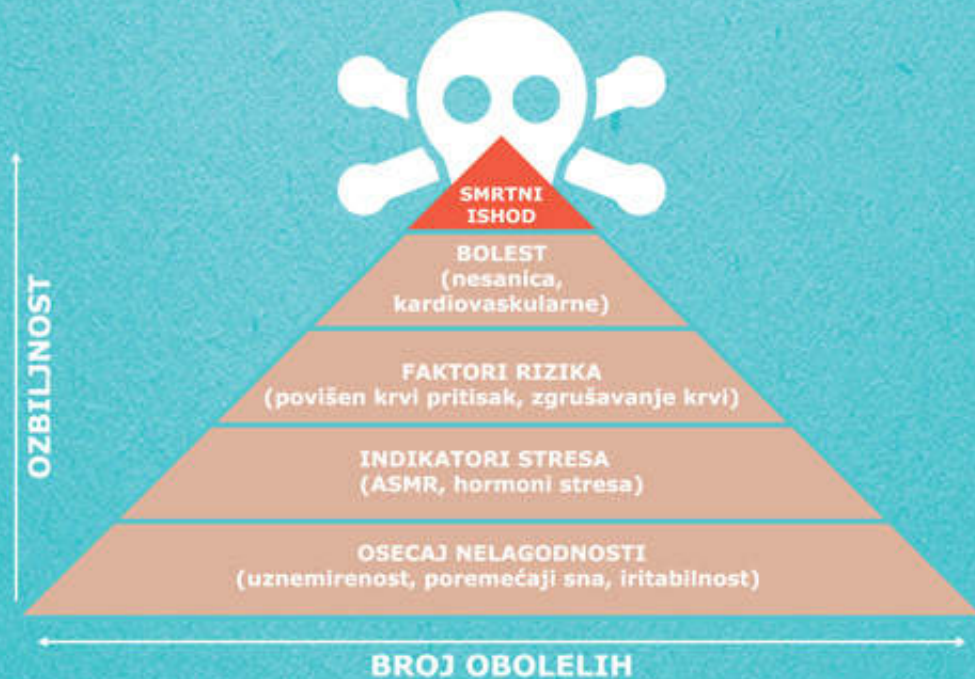 SMRTNI
ISHOD
BOLEST
(nesanica,
kardiovaskularne)
FAKTORI RIZIKA
(povišen krvi pritisak, zgrušavanje krvi)
INDIKATORI STRESA
(ASMR, hormoni stresa)
OSECAJ NELAGODNOSTI
(uznemirenost, poremećaji sna, iritabilnost)
OZBILJNOST
BROJ OBOLELIH